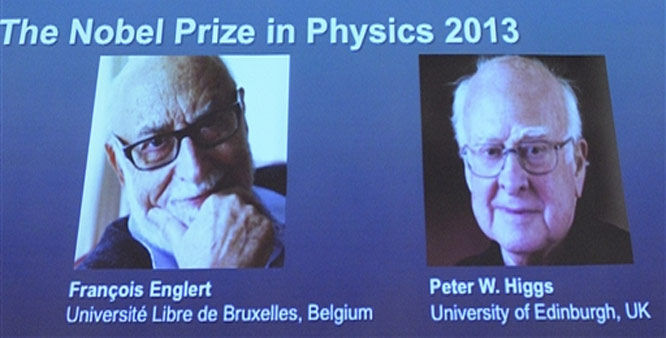 The Nobel Prize in Physics 2013
François Englert
Université Libre de Bruxelles, Belgium
Peter W. Higgs
University of Edinburgh, UK